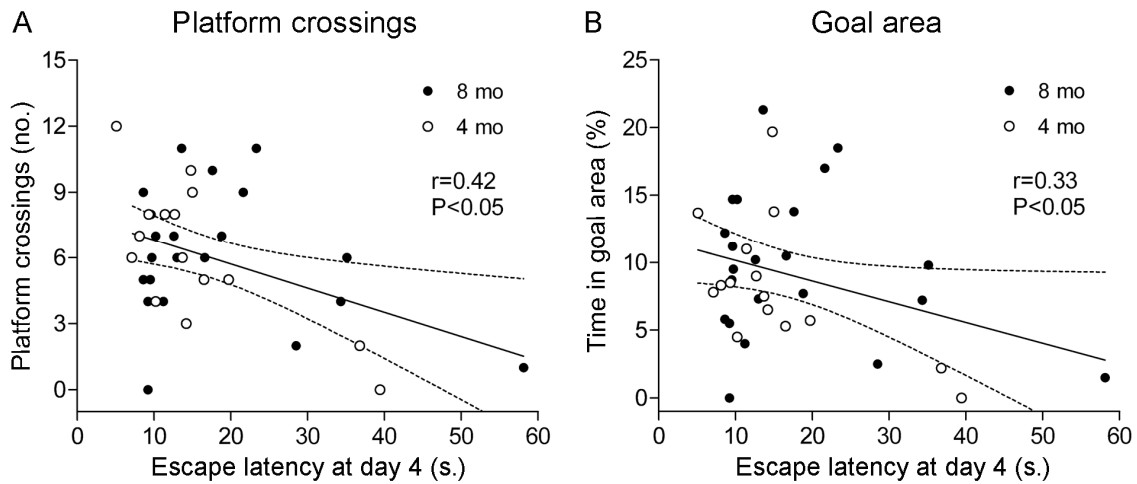 A Platform crossings
Platform crossings (no.)
15
12
9
6
3
0
8 mo
4 mo
r=0.42
P<0.05
0 10 20 30 40 50 60
Escape latency at day 4 (s.)
B Goal area
Time in goal area (%)
25
20
15
10
5
0
8 mo
4 mo
r=0.33
P<0.05
0 10 20 30 40 50 60
Escape latency at day 4 (s.)